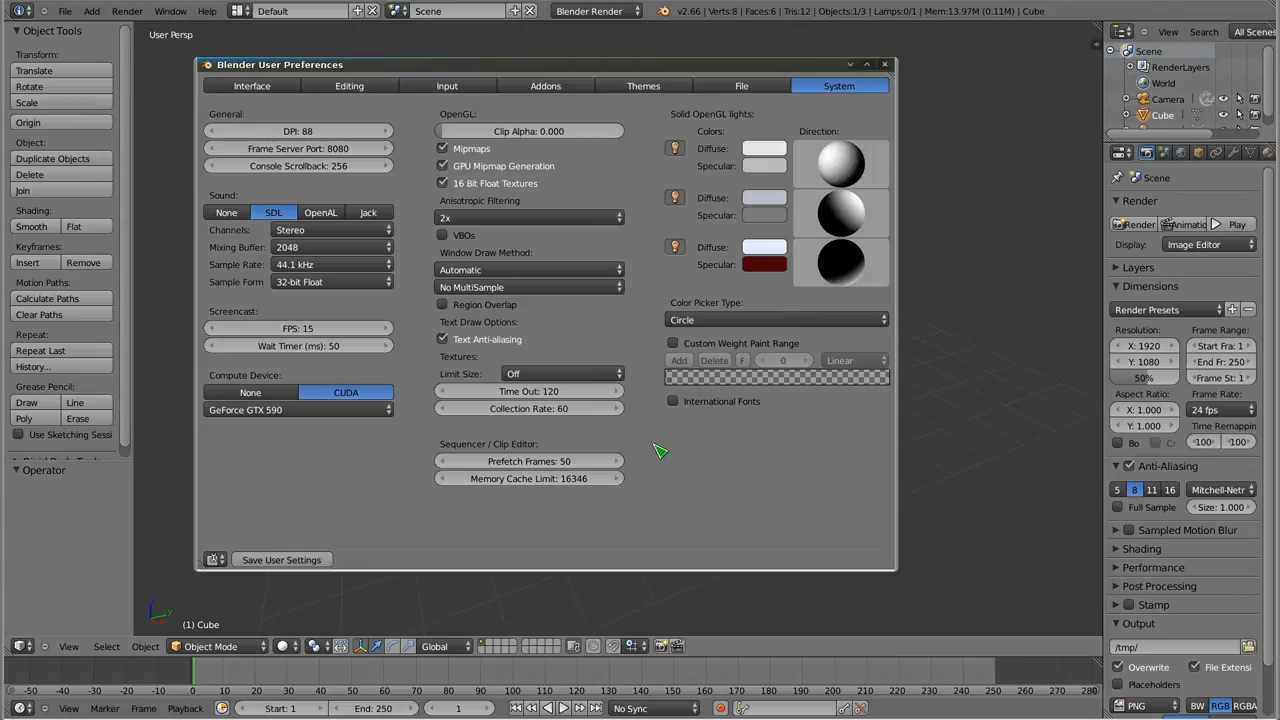 File Add Render Window Help Default Scene Blender Render v2.66 | Verts:8 | Faces:6 | Tris:12 | Objects:1/3 | Lamps:0/1 | Mem:13.97M (0.11M) | Cube
Object Tools
Transform:
Translate
Rotate
Scale
Origin
Object:
Duplicate Objects
Delete
Join
Shading:
Smooth Flat
Keyframes:
Insert Remove
Motion Paths:
Calculate Paths
Clear Paths
Repeat:
Repeat Last
History...
Grease Pencil:
Draw Line
Poly Erase
Use Sketching Sessi
Operator
User Persp
Blender User Preferences
Interface Editing Input Addons Themes File System
General:
DPI: 88
Frame Server Port: 8080
Console Scrollback: 256
Sound:
None SDL OpenAL Jack
Channels: Stereo
Mixing Buffer: 2048
Sample Rate: 44.1 kHz
Sample Form 32-bit Float
Screencast:
FPS: 15
Wait Timer (ms): 50
Compute Device:
None CUDA
GeForce GTX 590
OpenGL:
Clip Alpha: 0.000
Mipmaps
GPU Mipmap Generation
16 Bit Float Textures
Anisotropic Filtering
2x
VBOs
Window Draw Method:
Automatic
No MultiSample
Region Overlap
Text Draw Options:
Text Anti-aliasing
Textures:
Limit Size: Off
Time Out: 120
Collection Rate: 60
Sequencer / Clip Editor:
Prefetch Frames: 50
Memory Cache Limit: 16346
Solid OpenGL lights:
Colors: Direction:
Diffuse:
Specular:
Diffuse:
Specular:
Diffuse:
Specular:
Color Picker Type:
Circle
Custom Weight Paint Range
Add Delete F 0 Linear
International Fonts
Save User Settings
(1) Cube
View Select Object Object Mode Global
-50 -40 -30 -20 -10 0 10 20 30 40 50 60 70 80 90 100 110 120 130 140 150 160 170 180 190 200 210 220 230 240 250 260 270 280
View Marker Frame Playback Start: 1 End: 250 1 No Sync
View Search All Scenes
Scene
RenderLayers
World
Camera
Cube
Scene
Render
Render Animatic Play
Display: Image Editor
Layers
Dimensions
Render Presets
Resolution: Frame Range:
X: 1920 Start Fra: 1
Y: 1080 End Fr: 250
50% Frame St: 1
Aspect Ratio: Frame Rate:
X: 1.000 24 fps
Y: 1.000 Time Remappin
Bo Cr 100 100
Anti-Aliasing
5 8 11 16 Mitchell-Netr
Full Sample Size: 1.000
Sampled Motion Blur
Shading
Performance
Post Processing
Stamp
Output
/tmp/
Overwrite File Extensi
Placeholders
PNG BW RGB RGBA